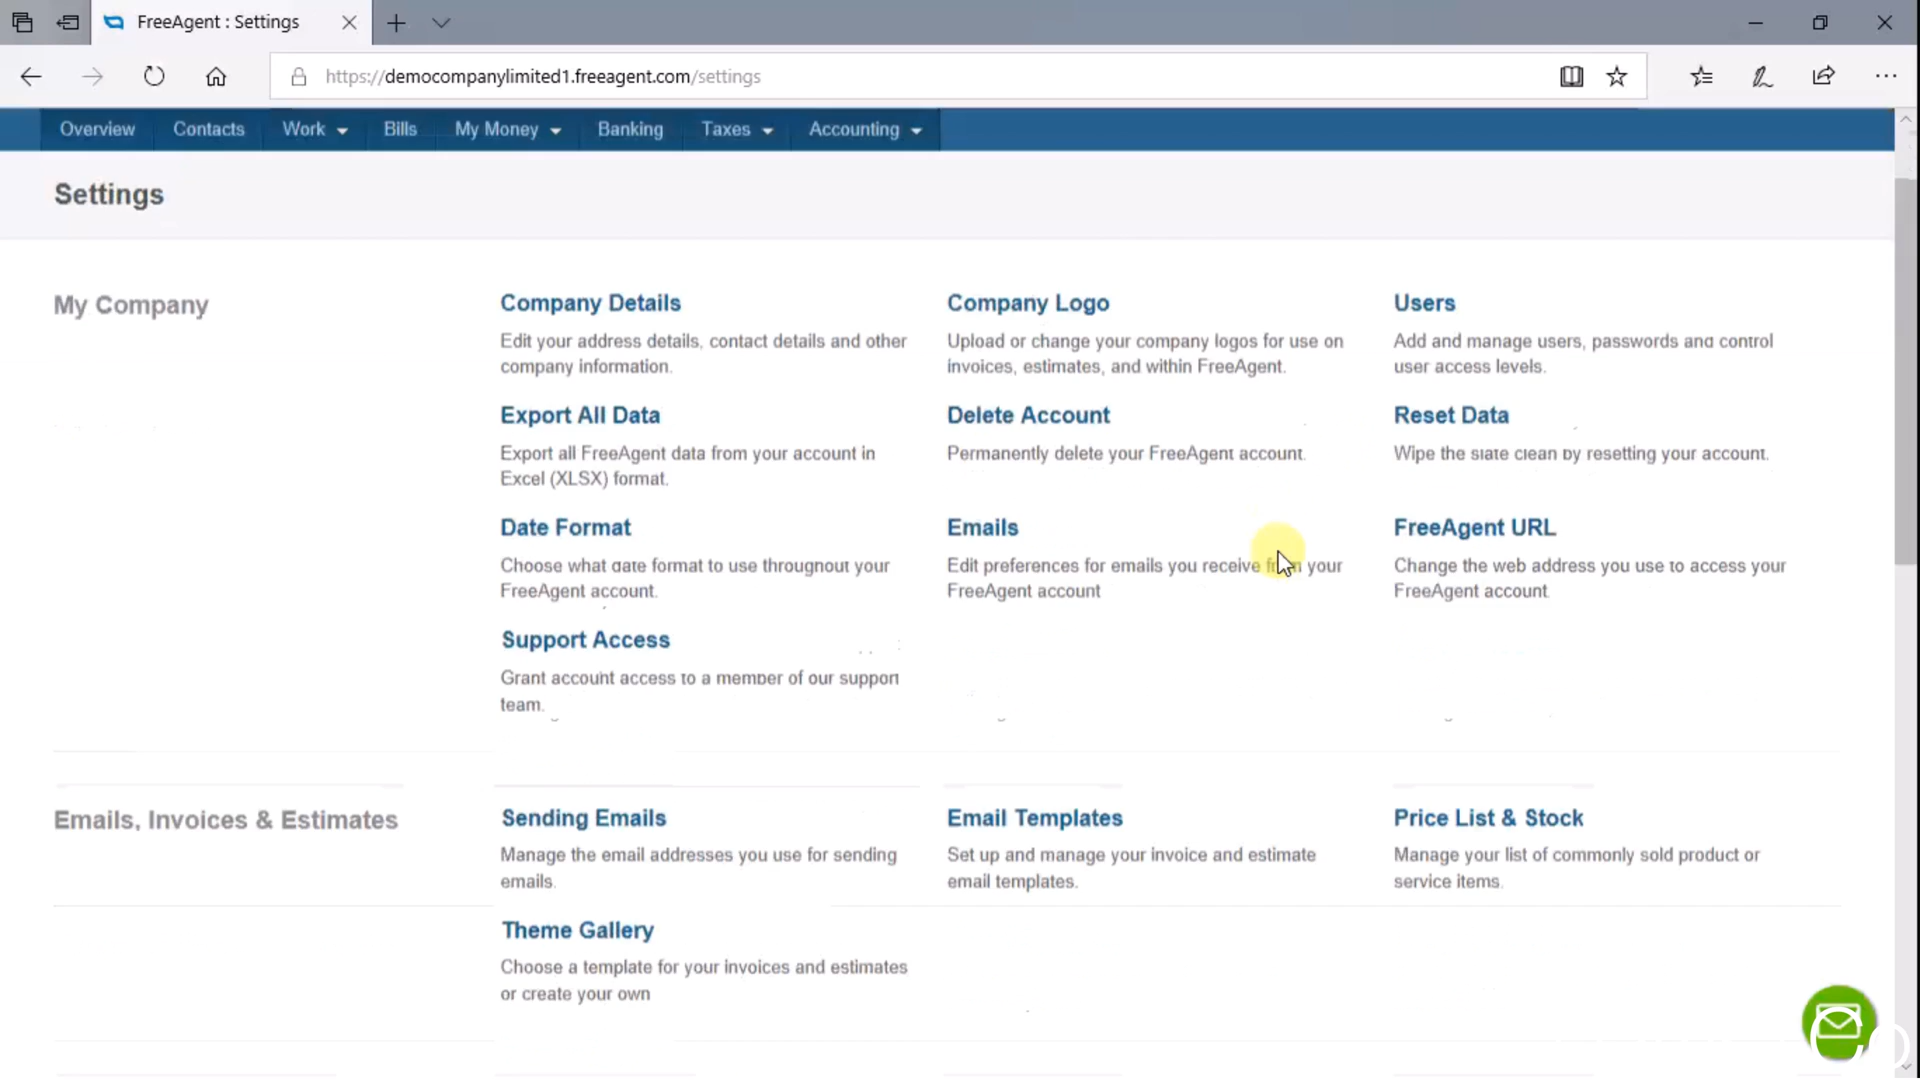 FreeAgent : Settings
https://democompanylimited1.freeagent.com/settings
Overview Contacts Work Bills My Money Banking Taxes Accounting
Settings
My Company
Company Details
Edit your address details, contact details and other
company information.
Company Logo
Upload or change your company logos for use on
invoices, estimates, and within FreeAgent.
Users
Add and manage users, passwords and control
user access levels.
Export All Data
Export all FreeAgent data from your account in
Excel (XLSX) format.
Delete Account
Permanently delete your FreeAgent account.
Reset Data
Wipe the slate clean by resetting your account.
Date Format
Choose what date format to use throughout your
FreeAgent account.
Emails
Edit preferences for emails you receive from your
FreeAgent account
FreeAgent URL
Change the web address you use to access your
FreeAgent account
Support Access
Grant account access to a member of our support
team.
Emails, Invoices & Estimates
Sending Emails
Manage the email addresses you use for sending
emails.
Email Templates
Set up and manage your invoice and estimate
email templates.
Price List & Stock
Manage your list of commonly sold product or
service items.
Theme Gallery
Choose a template for your invoices and estimates
or create your own